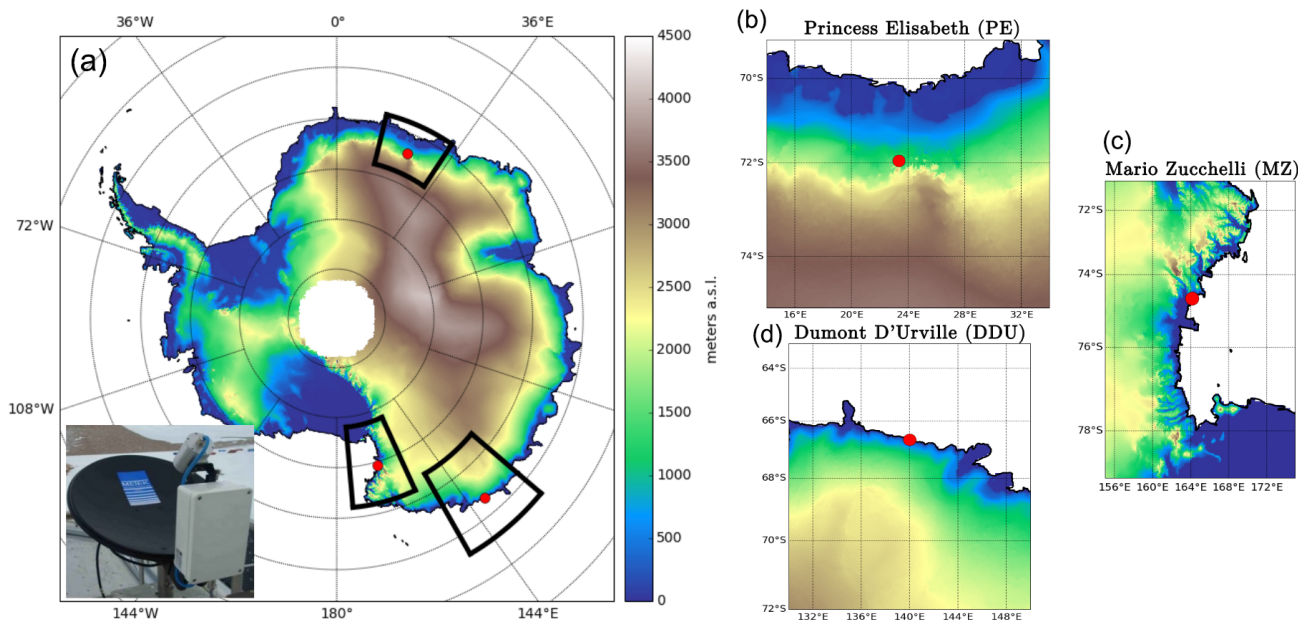 (a)
36°W
0°
36°E
72°W
108°W
144°W
180°
144°E
4500
4000
3500
3000
2500
2000
1500
1000
500
0
meters a.s.l.
METEK
(b)
Princess Elisabeth (PE)
70°S
72°S
74°S
16°E
20°E
24°E
28°E
32°E
(c)
Mario Zucchelli (MZ)
72°S
74°S
76°S
78°S
156°E
160°E
164°E
168°E
172°E
(d)
Dumont D'Urville (DDU)
64°S
66°S
68°S
70°S
72°S
132°E
136°E
140°E
144°E
148°E